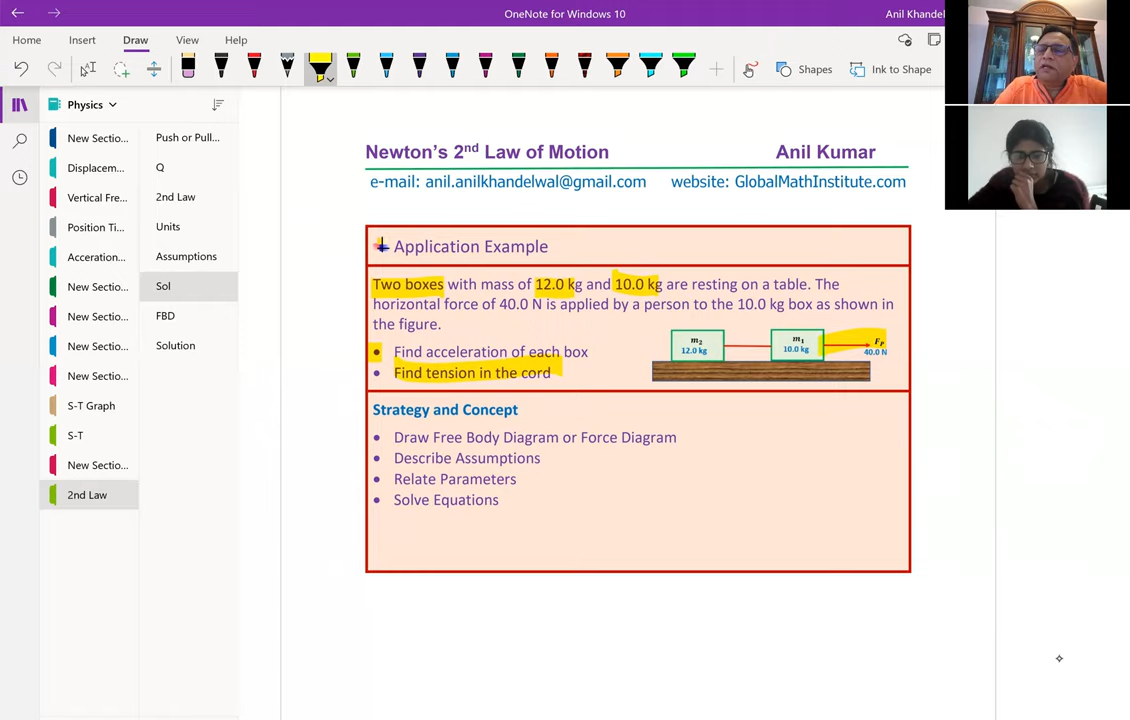 OneNote for Windows 10
Anil Khandel
Home Insert Draw View Help
Shapes
Ink to Shape
Physics
New Sectio...
Displacem...
Vertical Fre...
Position Ti...
Acceration...
New Sectio...
New Sectio...
New Sectio...
New Sectio...
S-T Graph
S-T
New Sectio...
2nd Law
Push or Pull...
Q
2nd Law
Units
Assumptions
Sol
FBD
Solution
Newton's 2nd Law of Motion Anil Kumar
e-mail: anil.anilkhandelwal@gmail.com website: GlobalMathInstitute.com
Application Example
Two boxes with mass of 12.0 kg and 10.0 kg are resting on a table. The
horizontal force of 40.0 N is applied by a person to the 10.0 kg box as shown in
the figure.
• Find acceleration of each box
• Find tension in the cord
m₂
12.0 kg
m₁
10.0 kg
F_P
40.0 N
Strategy and Concept
• Draw Free Body Diagram or Force Diagram
• Describe Assumptions
• Relate Parameters
• Solve Equations